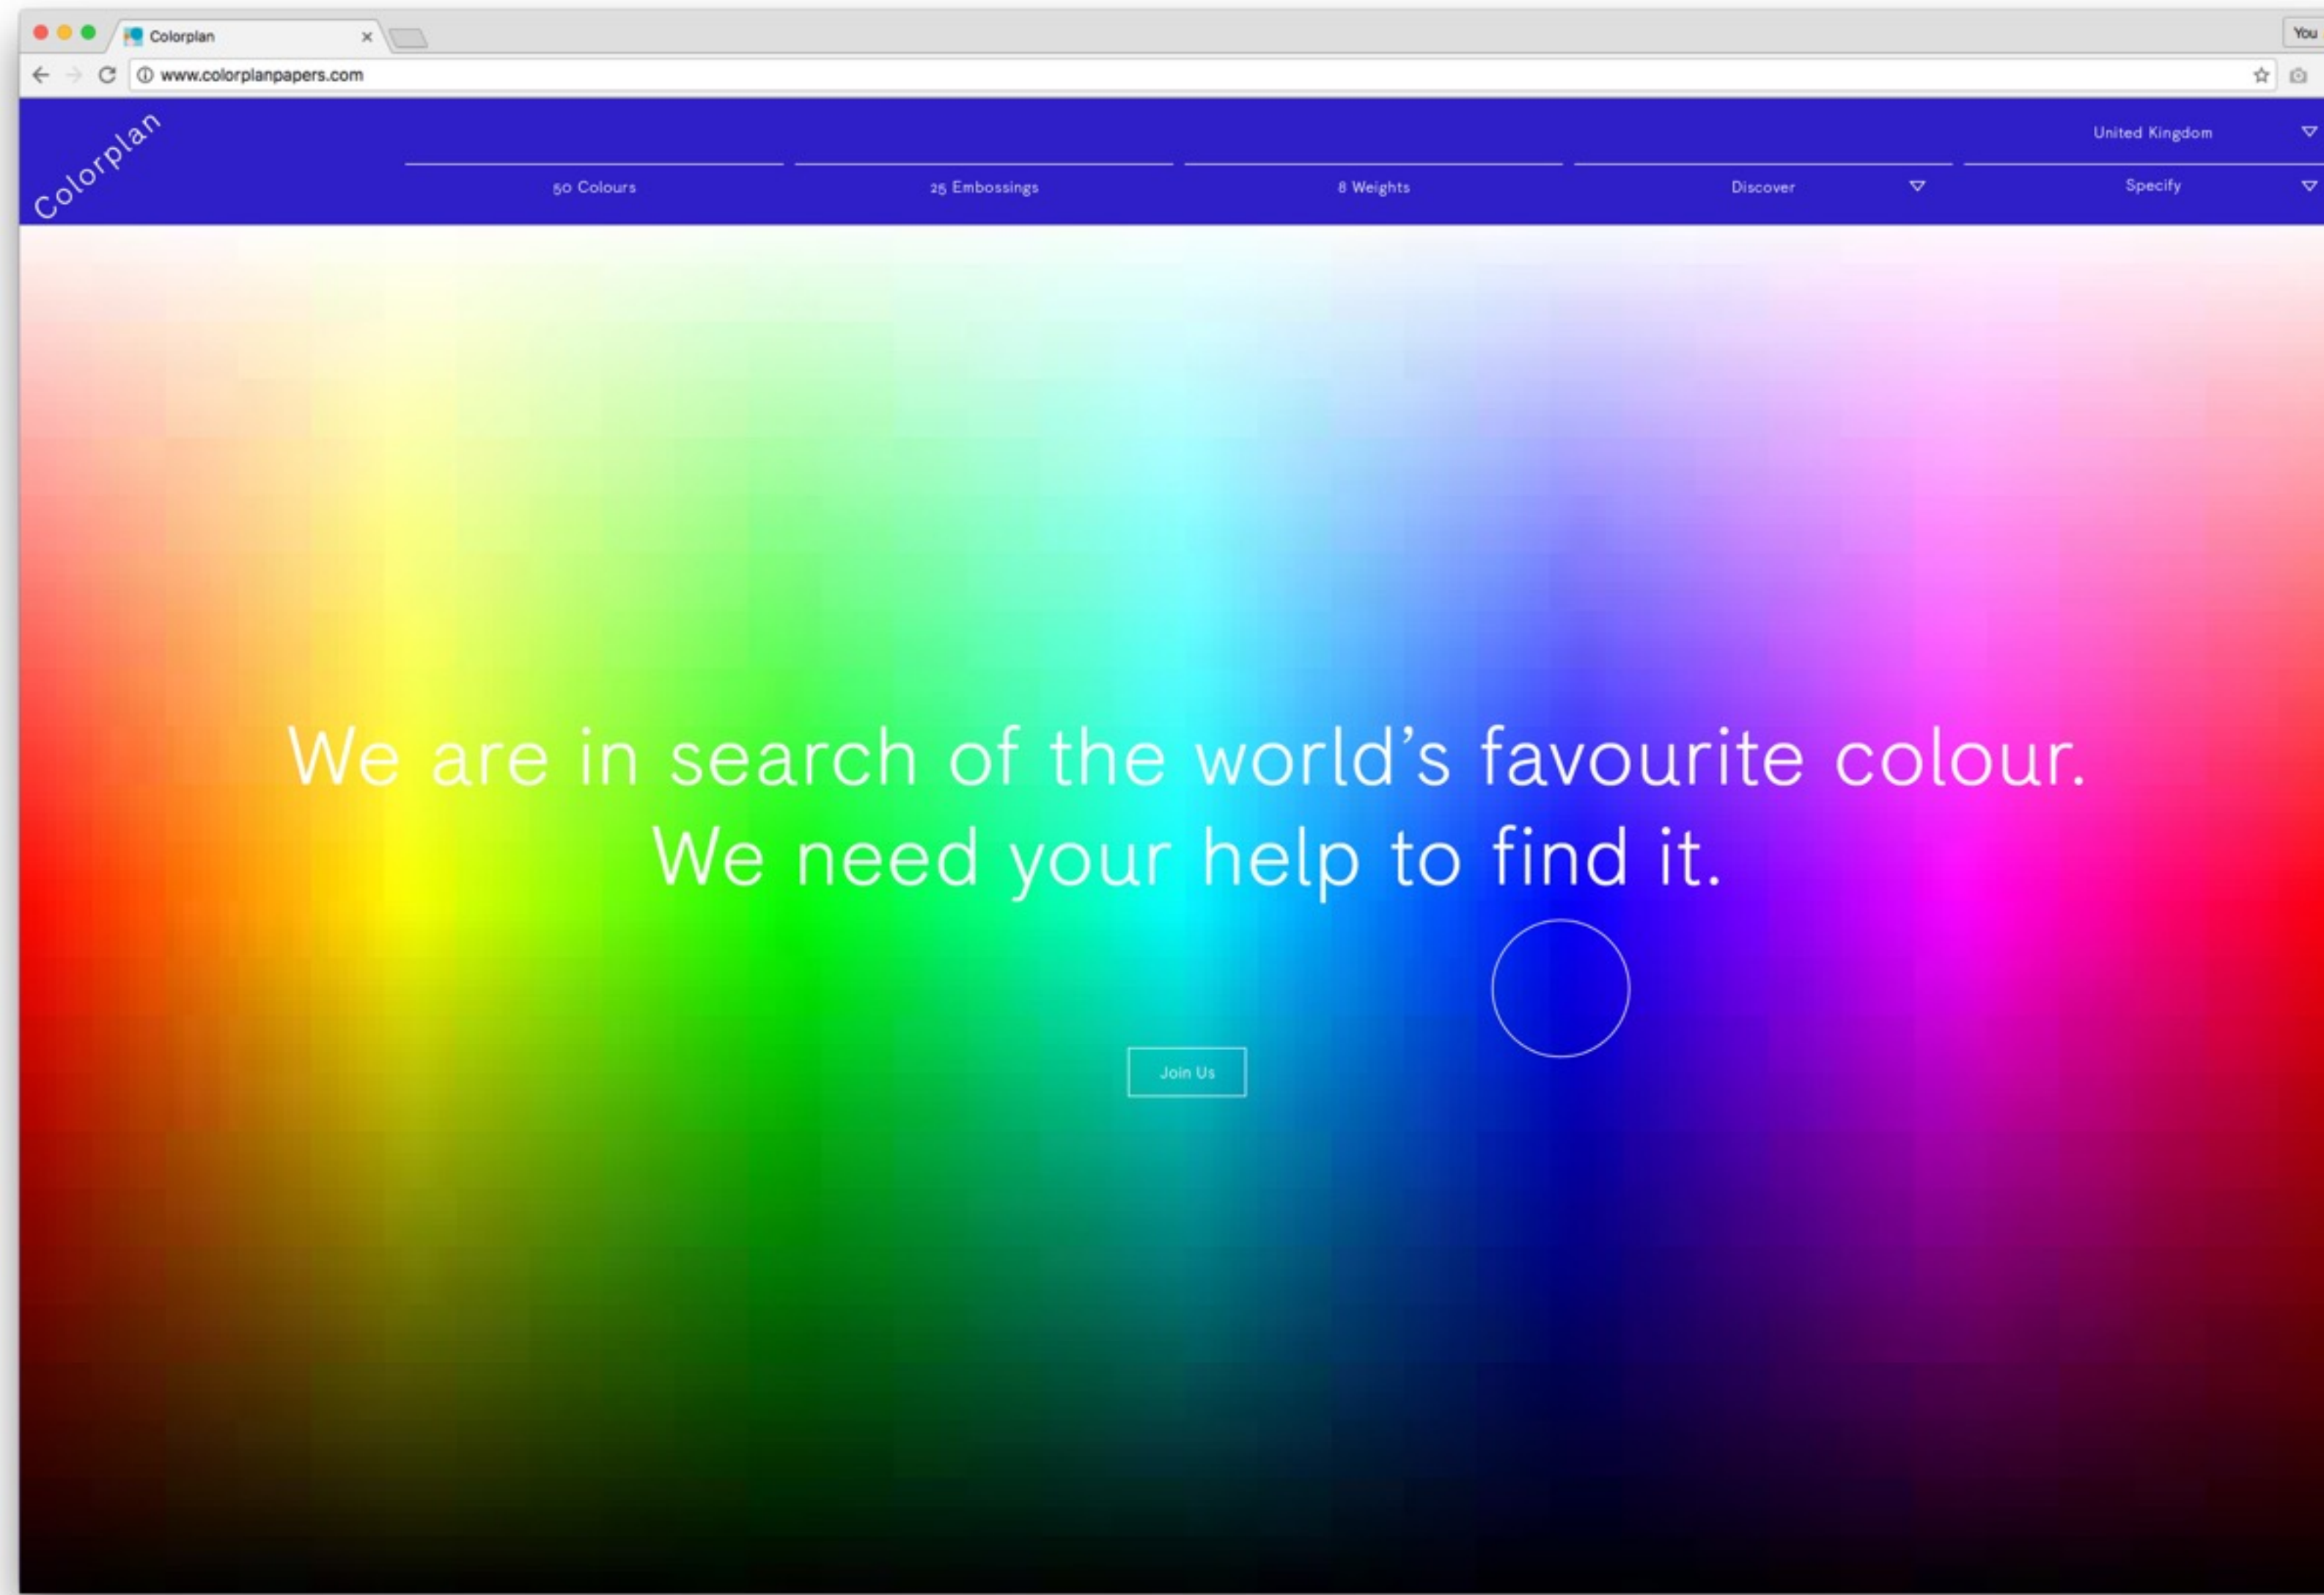 Colorplan
You
www.colorplanpapers.com
Colorplan
United Kingdom
50 Colours
25 Embossings
8 Weights
Discover
Specify
We are in search of the world’s favourite colour.
We need your help to find it.
Join Us